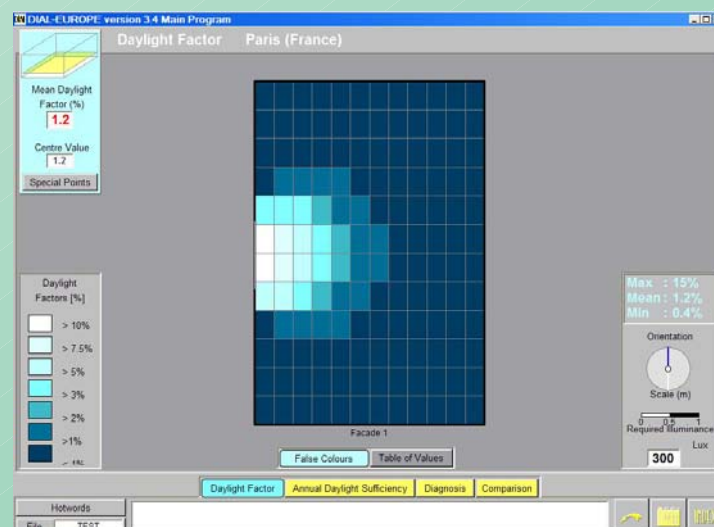 DIAL-EUROPE version 3.4 Main Program
Daylight Factor Paris (France)
Mean Daylight
Factor (%)
1.2
Centre Value
1.2
Special Points
Daylight
Factors [%]
> 10%
> 7.5%
> 5%
> 3%
> 2%
>1%
< 1%
Facade 1
False Colours Table of Values
Max : 15%
Mean : 1.2%
Min : 0.4%
Orientation
Scale (m)
0 0.5 1
Required Illuminance
Lux
300
Daylight Factor Annual Daylight Sufficiency Diagnosis Comparison
Hotwords
File TEST